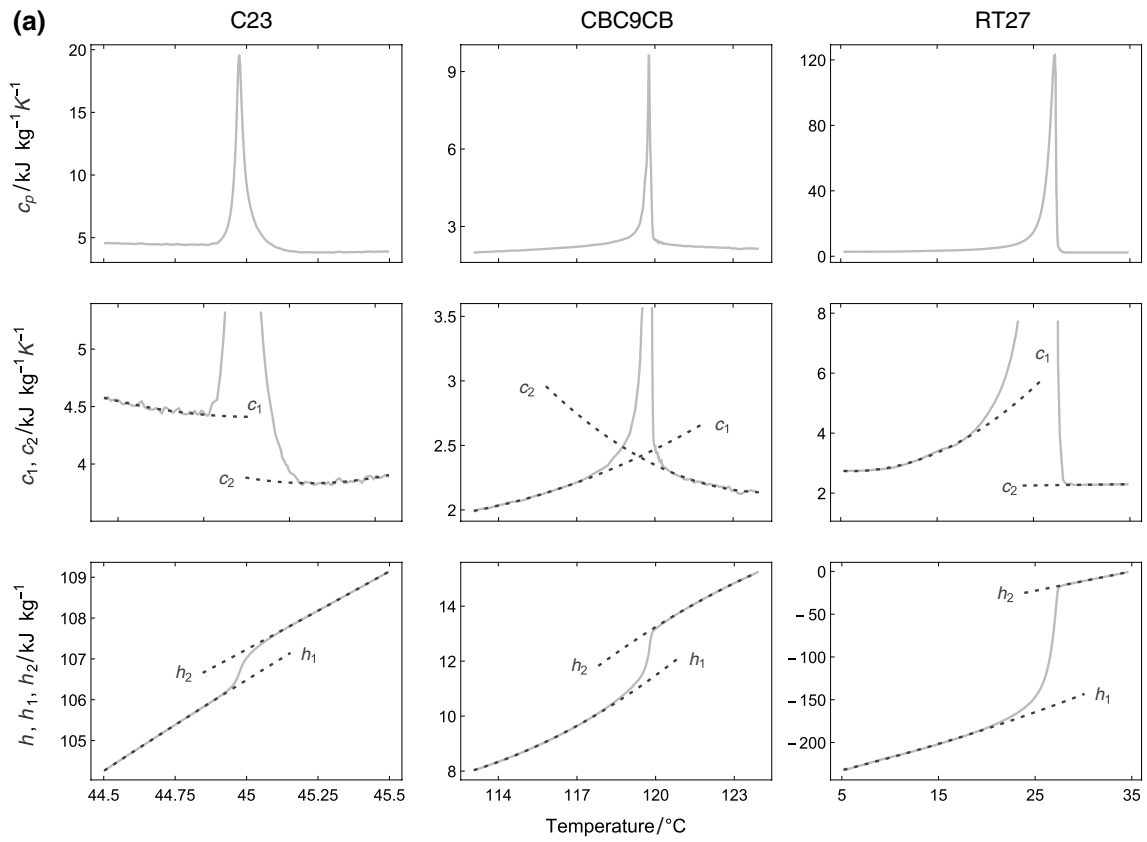 (a)
C23 CBC9CB RT27
cₚ/kJ kg⁻¹K⁻¹
20
15
10
5
9
6
3
120
80
40
0
c₁, c₂/kJ kg⁻¹K⁻¹
5
4.5
4
c₁
c₂
3.5
3
2.5
2
c₂
c₁
8
6
4
2
c₁
c₂
h, h₁, h₂/kJ kg⁻¹
109
108
107
106
105
h₂
h₁
14
12
10
8
h₂
h₁
0
−50
−100
−150
−200
h₂
h₁
44.5 44.75 45 45.25 45.5
114 117 120 123
5 15 25 35
Temperature/°C